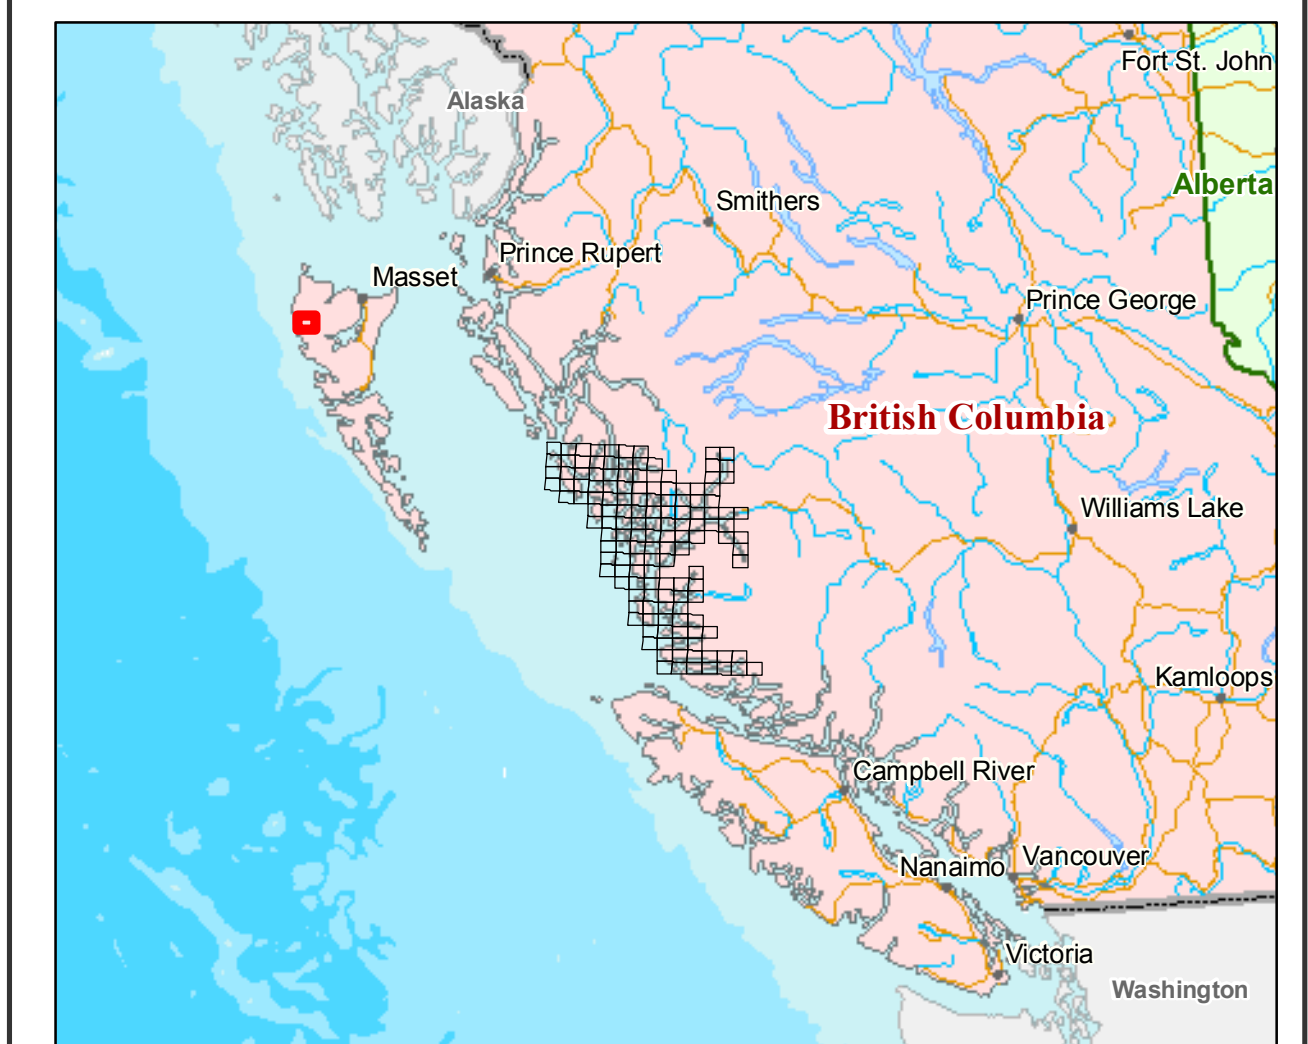 Fort St. John
Alaska
Alberta
Smithers
Prince Rupert
Masset
Prince George
British Columbia
Williams Lake
Kamloops
Campbell River
Vancouver
Nanaimo
Victoria
Washington